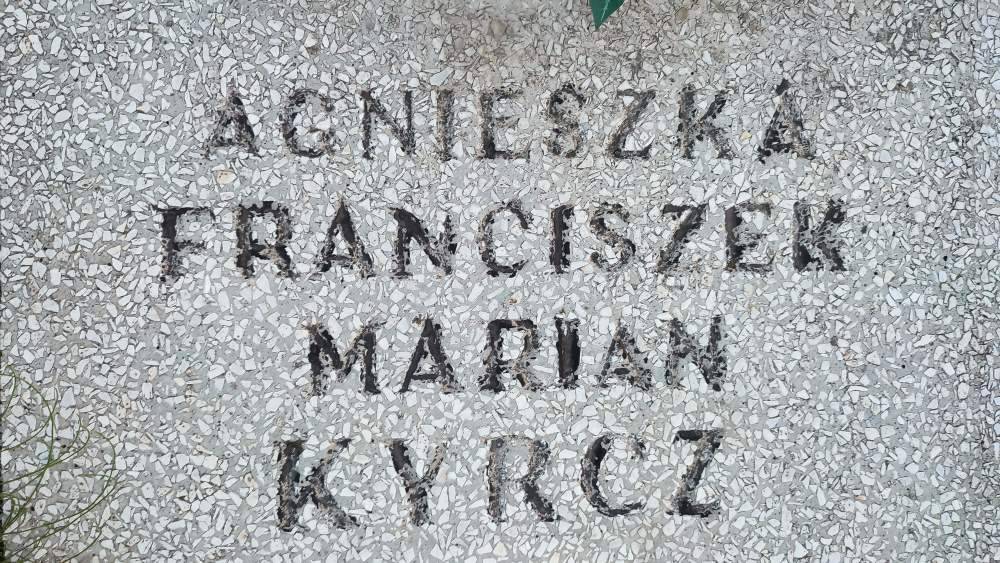 AGNIESZKA
FRANCISZEK
MARIAN
KYRCZ